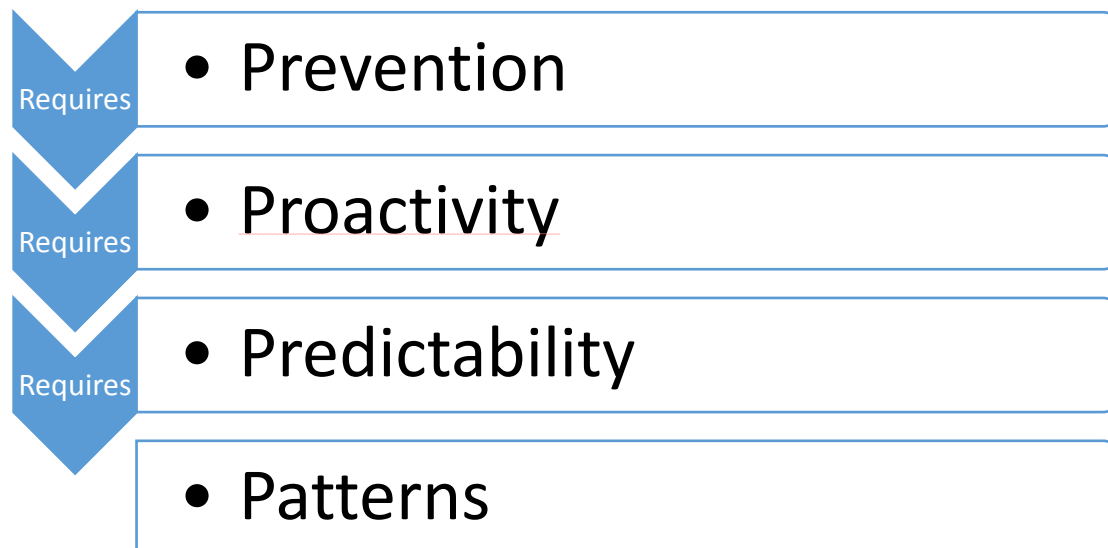 • Prevention
Requires
• Proactivity
Requires
• Predictability
Requires
• Patterns